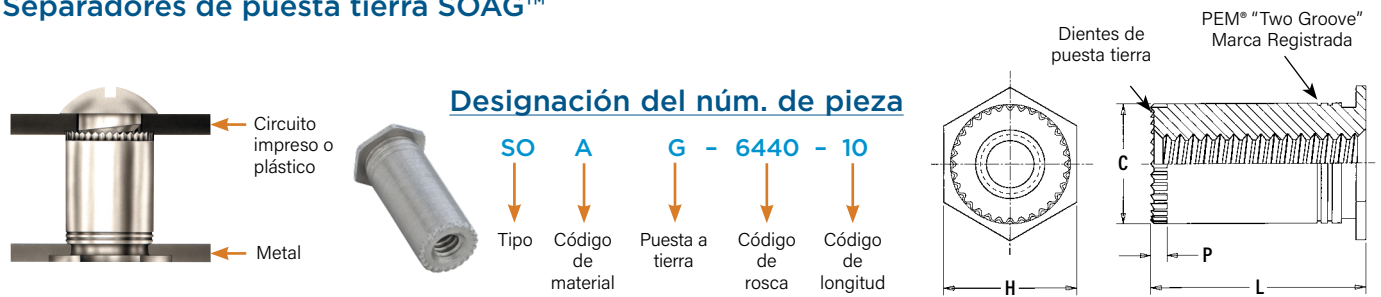 Separadores de puesta tierra SOAG™
Circuito
impreso o
plástico
Metal
Designación del núm. de pieza
SO A G – 6440 – 10
Tipo
Código
de
material
Puesta a
tierra
Código
de
rosca
Código
de
longitud
Dientes de
puesta tierra
PEM® "Two Groove"
Marca Registrada
C
P
H
L